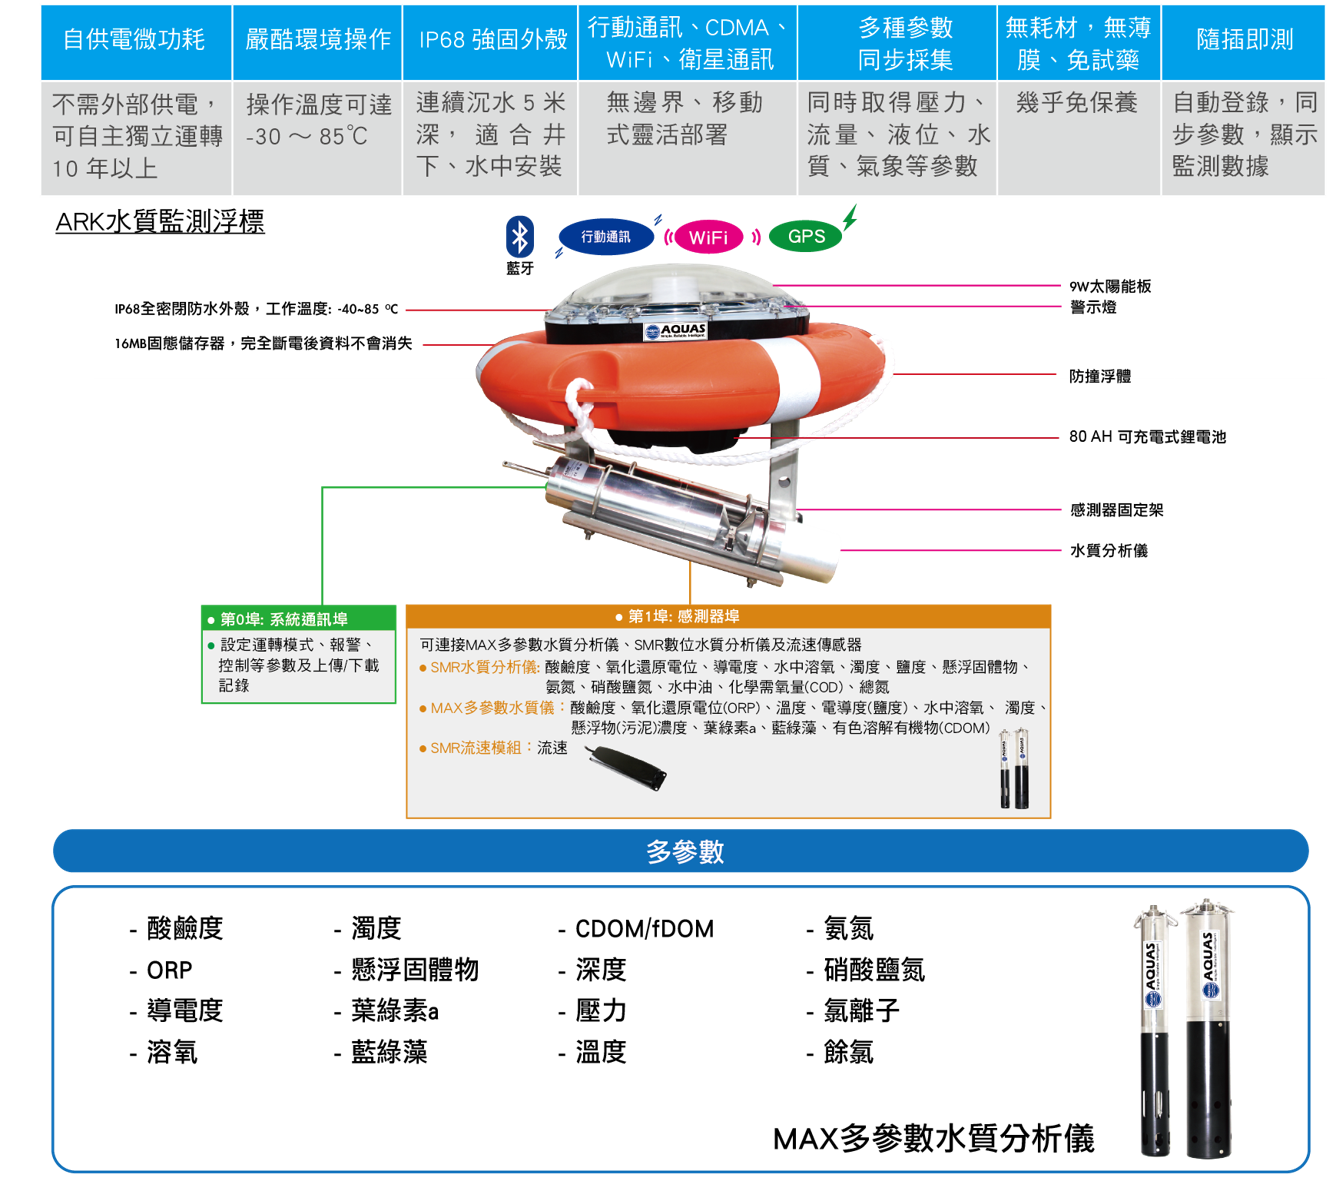 自供電微功耗
嚴酷環境操作
IP68 強固外殼
行動通訊、CDMA、
WiFi、衛星通訊
多種參數
同步採集
無耗材，無薄
膜、免試藥
隨插即測
不需外部供電，
可自主獨立運轉
10 年以上
操作溫度可達
-30 ～ 85℃
連續沉水 5 米
深，適合井
下、水中安裝
無邊界、移動
式靈活部署
同時取得壓力、
流量、液位、水
質、氣象等參數
幾乎免保養
自動登錄，同
步參數，顯示
監測數據
ARK水質監測浮標
藍牙
行動通訊
WiFi
GPS
IP68全密閉防水外殼，工作溫度: -40~85 ºC
16MB固態儲存器，完全斷電後資料不會消失
AQUAS
9W太陽能板
警示燈
防撞浮體
80 AH 可充電式鋰電池
感測器固定架
水質分析儀
● 第0埠: 系統通訊埠
● 設定運轉模式、報警、
控制等參數及上傳/下載
記錄
● 第1埠: 感測器埠
可連接MAX多參數水質分析儀、SMR數位水質分析儀及流速傳感器
● SMR水質分析儀: 酸鹼度、氧化還原電位、導電度、水中溶氧、濁度、鹽度、懸浮固體物、
氨氮、硝酸鹽氮、水中油、化學需氧量(COD)、總氮
● MAX多參數水質儀：酸鹼度、氧化還原電位(ORP)、溫度、電導度(鹽度)、水中溶氧、 濁度、
懸浮物(污泥)濃度、葉綠素a、藍綠藻、有色溶解有機物(CDOM)
● SMR流速模組：流速
AQUAS
AQUAS
多參數
- 酸鹼度
- ORP
- 導電度
- 溶氧
- 濁度
- 懸浮固體物
- 葉綠素a
- 藍綠藻
- CDOM/fDOM
- 深度
- 壓力
- 溫度
- 氨氮
- 硝酸鹽氮
- 氯離子
- 餘氯
AQUAS
AQUAS
MAX多參數水質分析儀